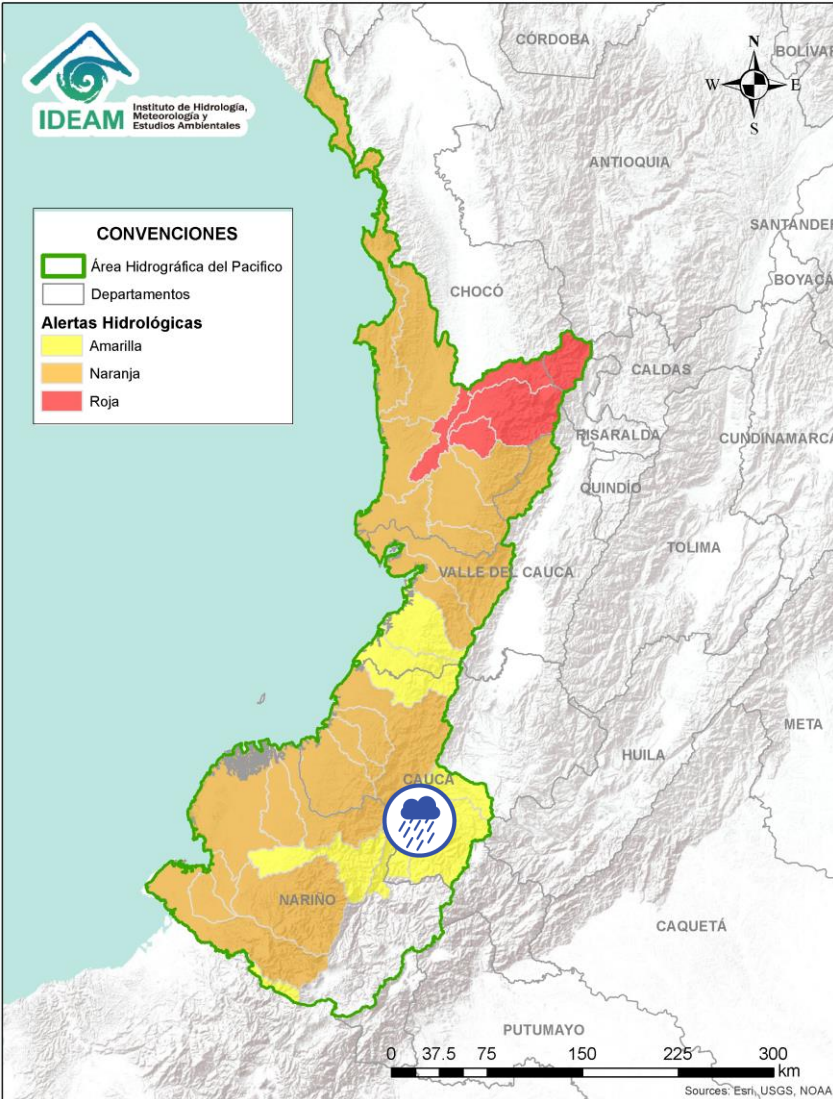 IDEAM
Instituto de Hidrología,
Meteorología y
Estudios Ambientales
N
W E
S
CÓRDOBA
BOLÍVAR
ANTIOQUIA
SANTANDER
BOYACÁ
CHOCÓ
CONVENCIONES
Área Hidrográfica del Pacifico
Departamentos
Alertas Hidrológicas
Amarilla
Naranja
Roja
CALDAS
RISARALDA
CUNDINAMARCA
QUINDÍO
TOLIMA
VALLE DEL CAUCA
META
HUILA
CAUCA
NARIÑO
CAQUETÁ
PUTUMAYO
0 37.5 75 150 225 300
km
Sources: Esri, USGS, NOAA